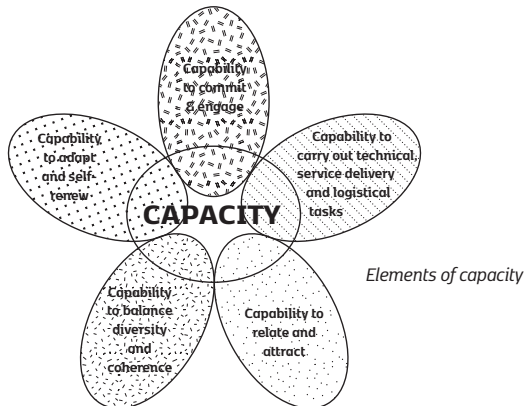 Capability
to commit
& engage
Capability
to adapt
and self-
renew
Capability to
carry out technical,
service delivery
and logistical
tasks
CAPACITY
Elements of capacity
Capability
to balance
diversity
and
coherence
Capability to
relate and
attract